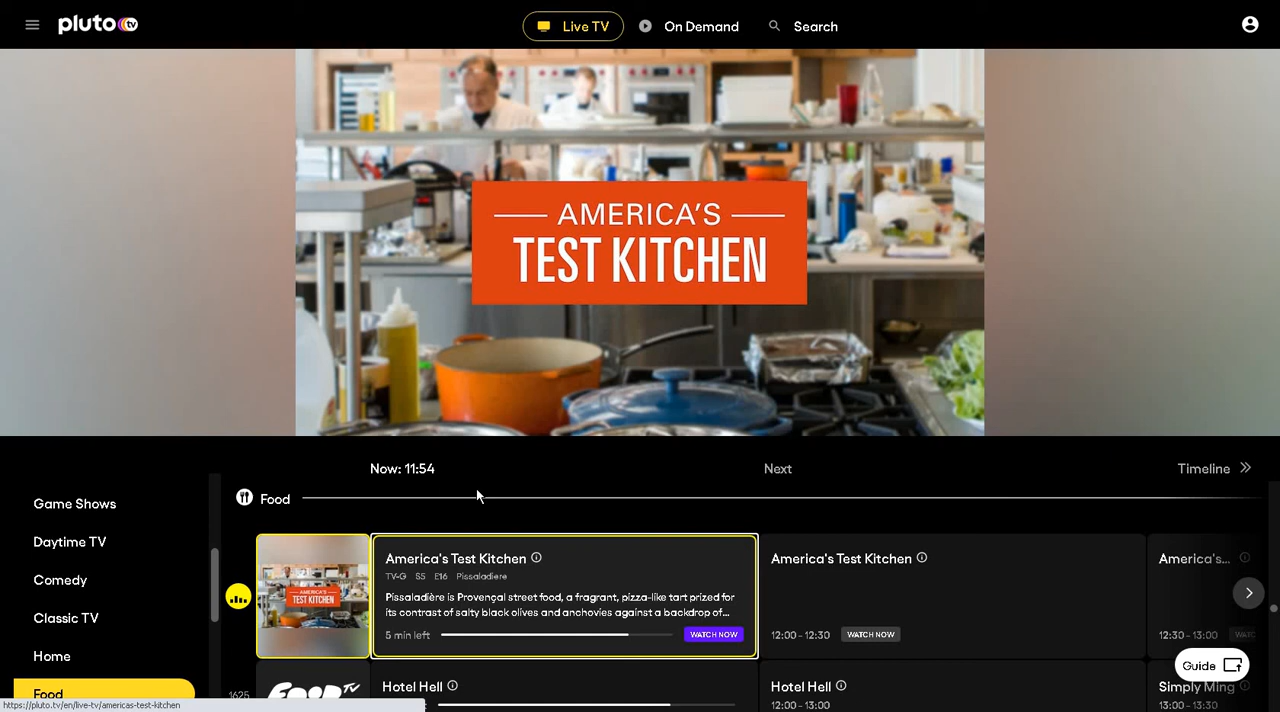 pluto tv
Live TV
On Demand
Search
AMERICA'S
TEST KITCHEN
Now: 11:54
Next
Timeline
Game Shows
Daytime TV
Comedy
Classic TV
Home
Food
Food
AMERICA'S
TEST KITCHEN
America's Test Kitchen
TV-G S5 E16 Pissaladiere
Pissaladière is Provençal street food, a fragrant, pizza-like tart prized for
its contrast of salty black olives and anchovies against a backdrop of...
5 min left
WATCH NOW
America's Test Kitchen
12:00 - 12:30
WATCH NOW
America's...
12:30 - 13:00
1625
FOOD TV
Hotel Hell
Hotel Hell
12:00 - 13:00
Simply Ming
13:00 - 13:30
Guide
https://pluto.tv/en/live-tv/americas-test-kitchen